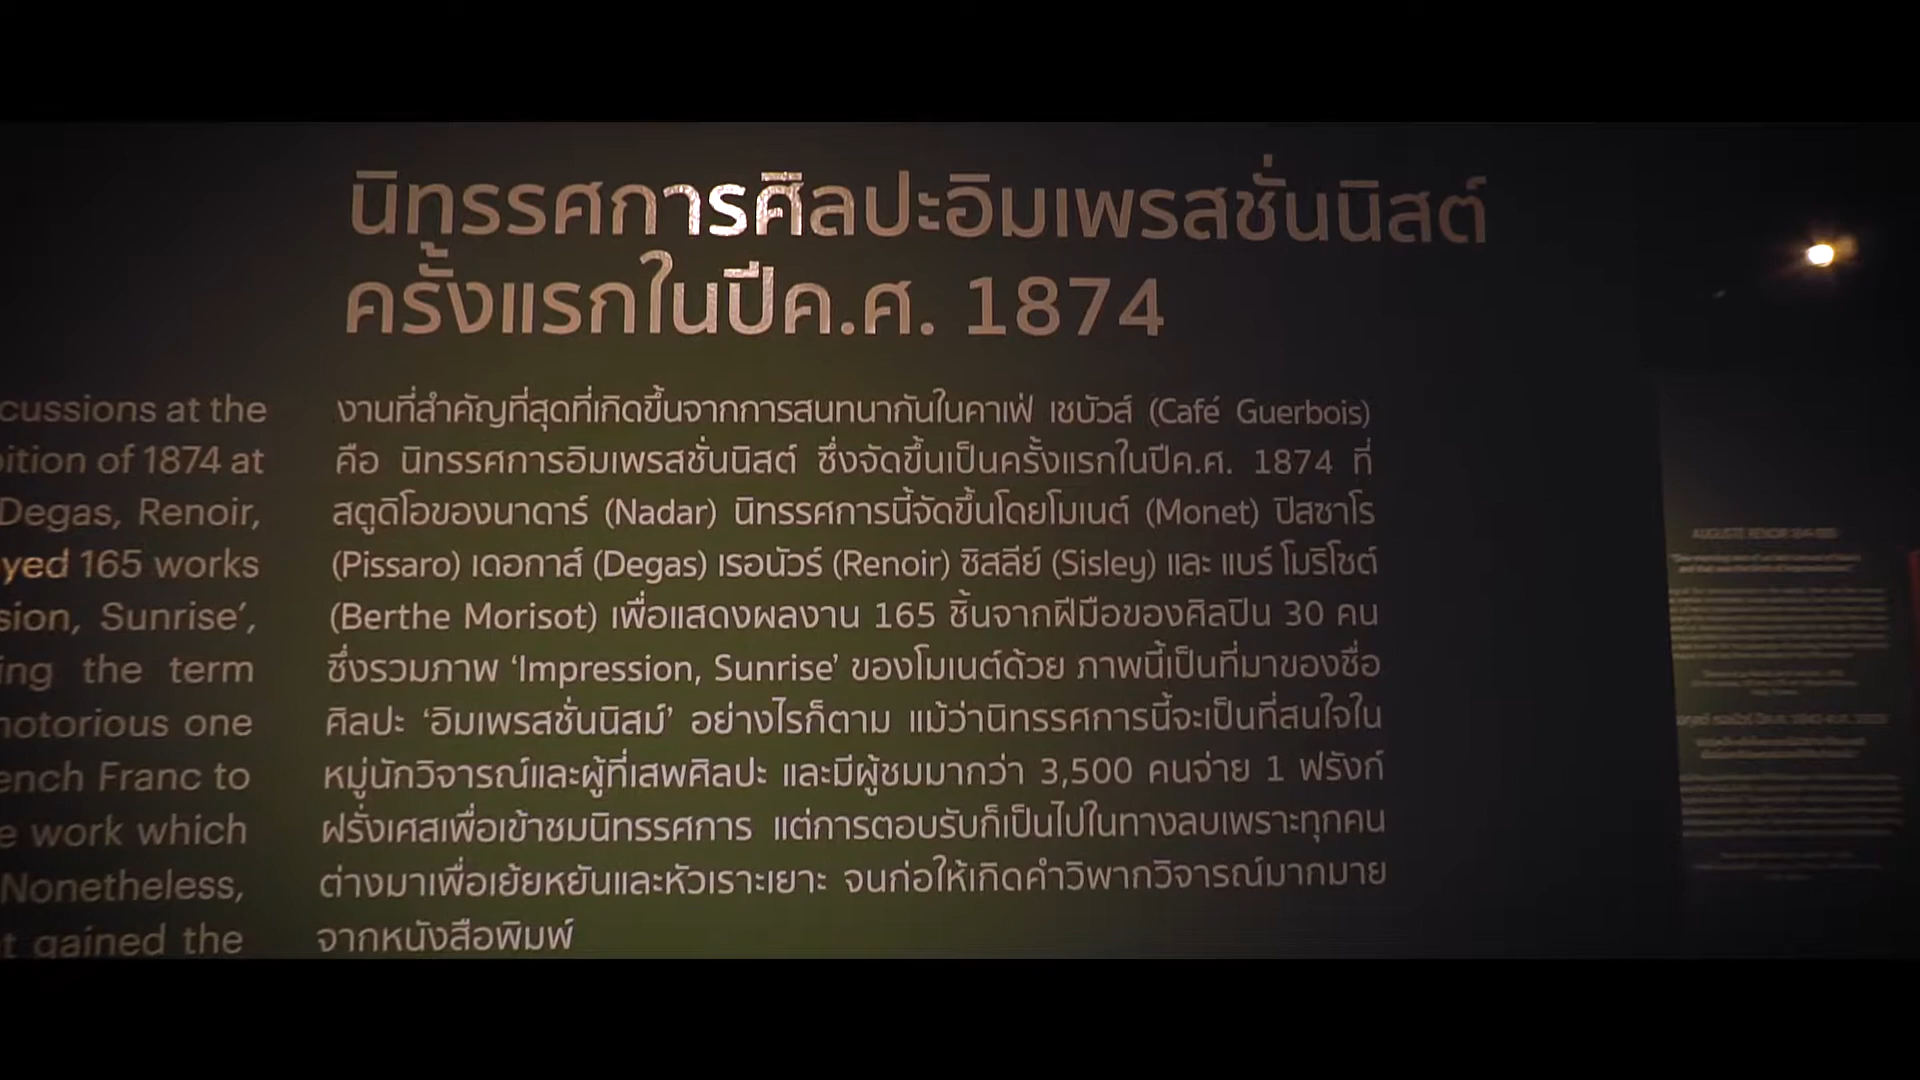 นิทรรศการศิลปะอิมเพรสชั่นนิสต์
ครั้งแรกในปีค.ศ. 1874
cussions at the
ition of 1874 at
Degas, Renoir,
yed 165 works
sion, Sunrise’,
ing the term
notorious one
ench Franc to
e work which
Nonetheless,
t gained the
งานที่สำคัญที่สุดที่เกิดขึ้นจากการสนทนากันในคาเฟ่ เชบัวส์ (Café Guerbois)
คือ นิทรรศการอิมเพรสชั่นนิสต์ ซึ่งจัดขึ้นเป็นครั้งแรกในปีค.ศ. 1874 ที่
สตูดิโอของนาดาร์ (Nadar) นิทรรศการนี้จัดขึ้นโดยโมเนต์ (Monet) ปิสซาโร
(Pissaro) เดอกาส์ (Degas) เรอนัวร์ (Renoir) ซิสลีย์ (Sisley) และ แบร์ โมริโซต์
(Berthe Morisot) เพื่อแสดงผลงาน 165 ชิ้นจากฝีมือของศิลปิน 30 คน
ซึ่งรวมภาพ ‘Impression, Sunrise’ ของโมเนต์ด้วย ภาพนี้เป็นที่มาของชื่อ
ศิลปะ ‘อิมเพรสชั่นนิสม์’ อย่างไรก็ตาม แม้ว่านิทรรศการนี้จะเป็นที่สนใจใน
หมู่นักวิจารณ์และผู้ที่เสพศิลปะ และมีผู้ชมมากว่า 3,500 คนจ่าย 1 ฟรังก์
ฝรั่งเศสเพื่อเข้าชมนิทรรศการ แต่การตอบรับก็เป็นไปในทางลบเพราะทุกคน
ต่างมาเพื่อเย้ยหยันและหัวเราะเยาะ จนก่อให้เกิดคำวิพากวิจารณ์มากมาย
จากหนังสือพิมพ์